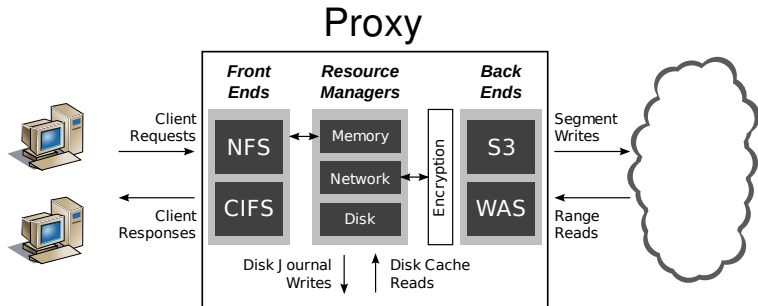 Proxy
Front
Ends
Resource
Managers
Back
Ends
Client
Requests
Client
Responses
NFS
CIFS
Memory
Network
Disk
Encryption
S3
WAS
Segment
Writes
Range
Reads
Disk Journal
Writes
Disk Cache
Reads